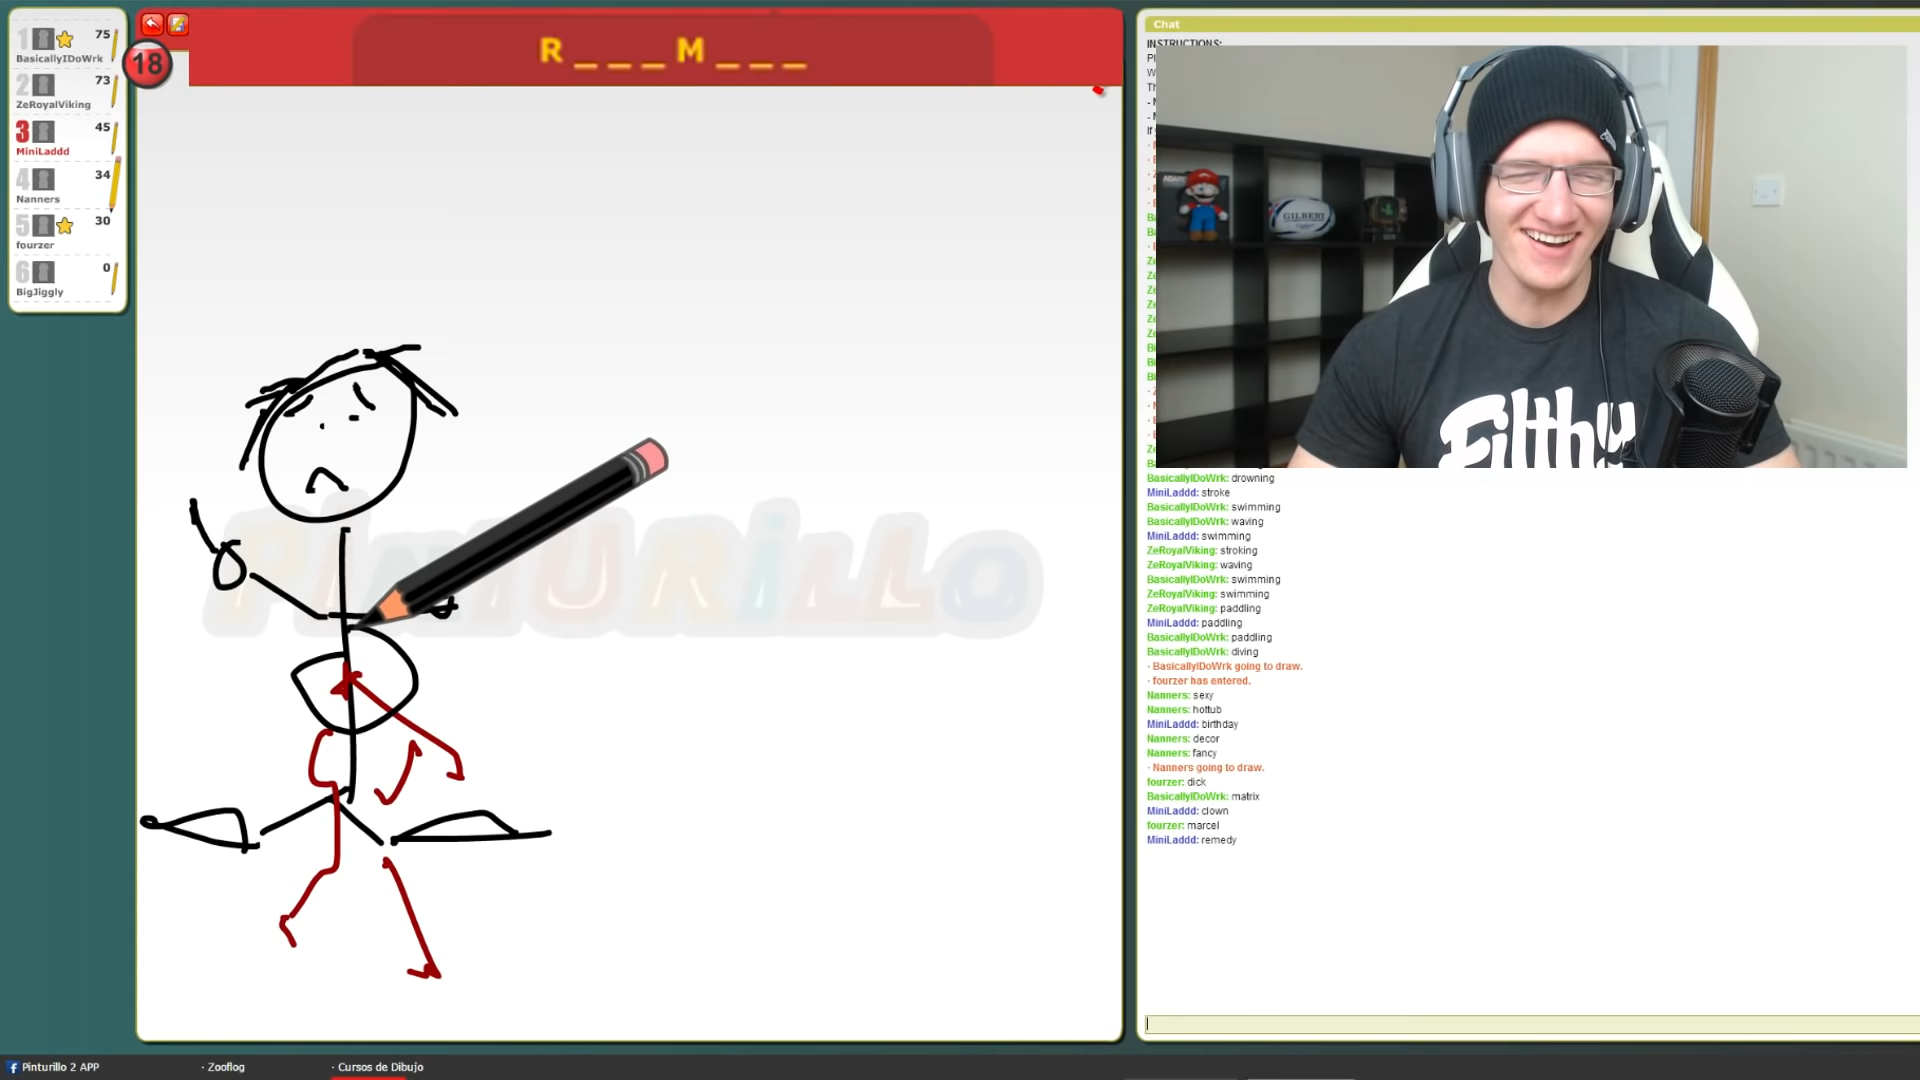 1 75
BasicallyIDoWrk
2 73
ZeRoyalViking
3 45
MiniLaddd
4 34
Nanners
5 30
fourzer
6 0
BigJiggly
18
R _ _ _ M _ _ _
PINTURILLO
Chat
INSTRUCTIONS:
GILBERT
Filthy
BasicallyIDoWrk: drowning
MiniLaddd: stroke
BasicallyIDoWrk: swimming
BasicallyIDoWrk: waving
MiniLaddd: swimming
ZeRoyalViking: stroking
ZeRoyalViking: waving
BasicallyIDoWrk: swimming
ZeRoyalViking: swimming
ZeRoyalViking: paddling
MiniLaddd: paddling
BasicallyIDoWrk: paddling
BasicallyIDoWrk: diving
· BasicallyIDoWrk going to draw.
· fourzer has entered.
Nanners: sexy
Nanners: hottub
MiniLaddd: birthday
Nanners: decor
Nanners: fancy
· Nanners going to draw.
fourzer: dick
BasicallyIDoWrk: matrix
MiniLaddd: clown
fourzer: marcel
MiniLaddd: remedy
Pinturillo 2 APP
· Zooflog
· Cursos de Dibujo